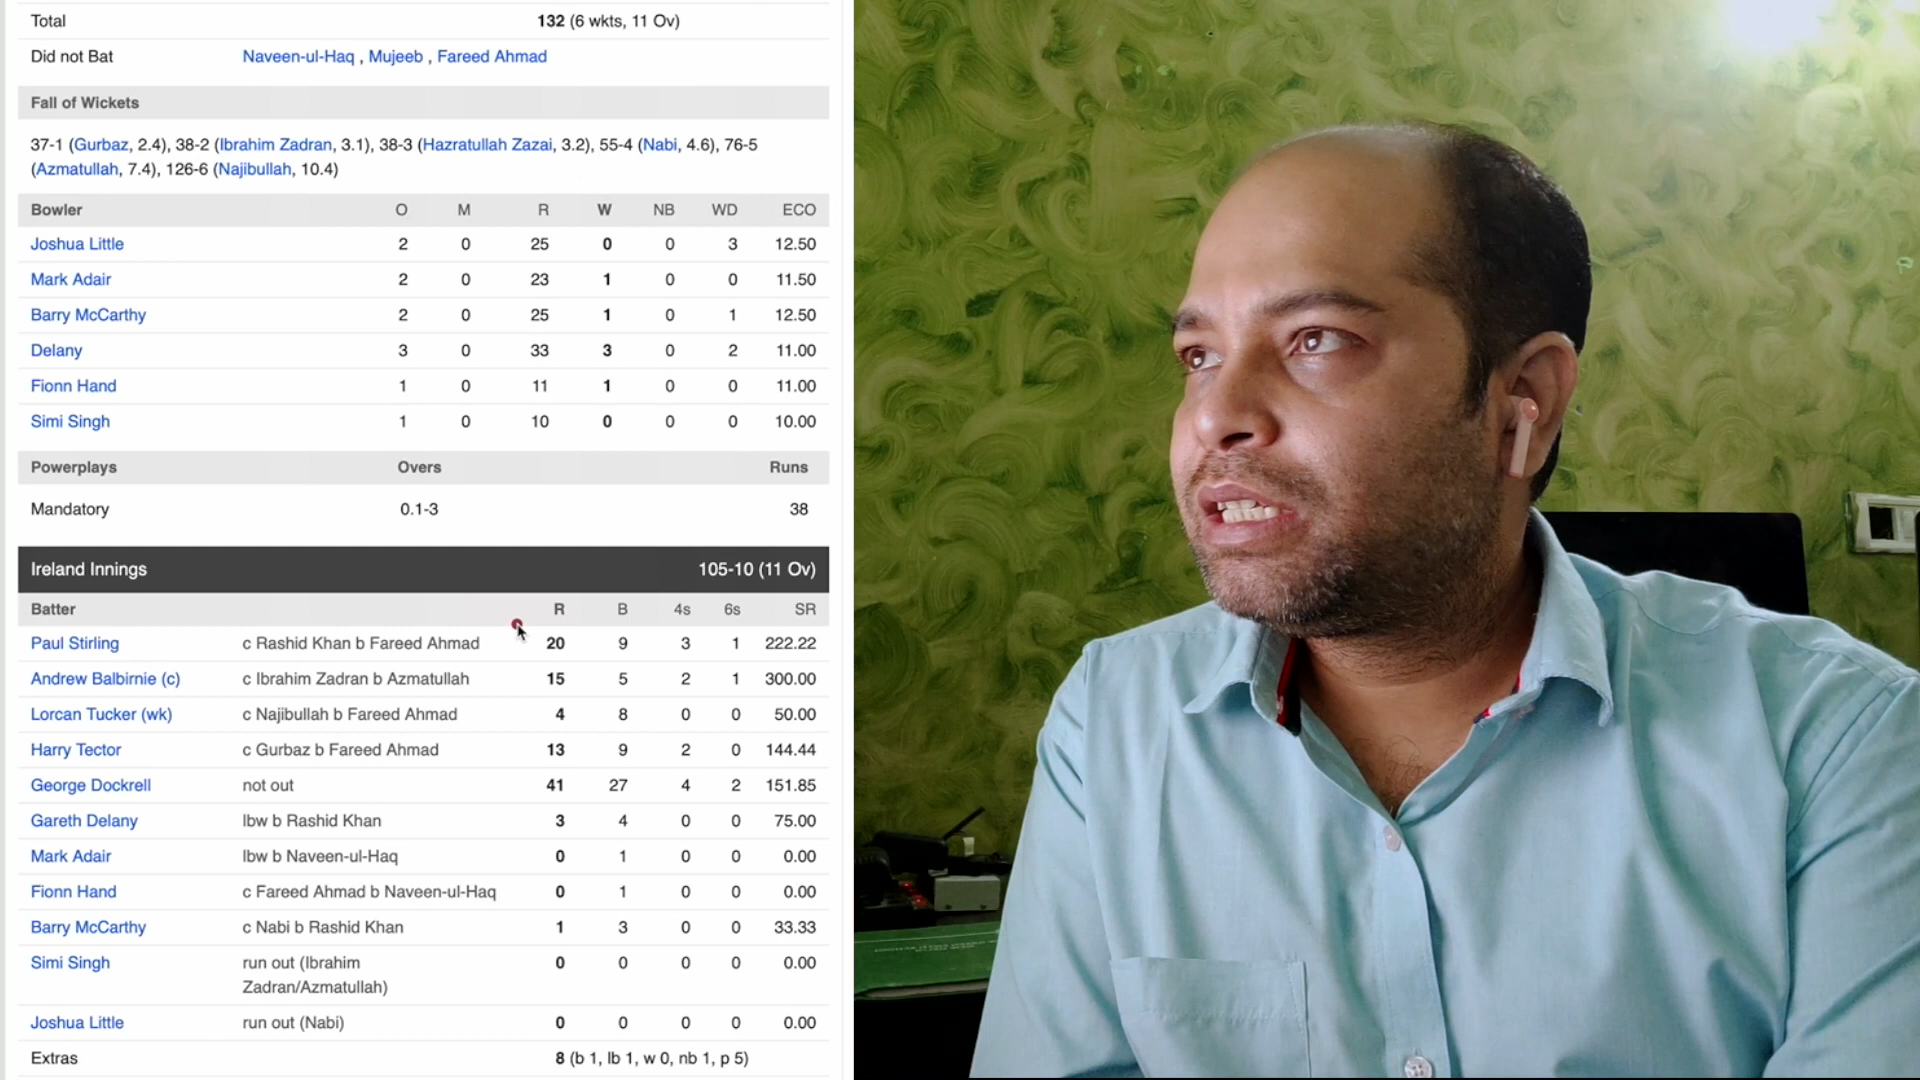 Total 132 (6 wkts, 11 Ov)
Did not Bat Naveen-ul-Haq , Mujeeb , Fareed Ahmad
Fall of Wickets
37-1 (Gurbaz, 2.4), 38-2 (Ibrahim Zadran, 3.1), 38-3 (Hazratullah Zazai, 3.2), 55-4 (Nabi, 4.6), 76-5
(Azmatullah, 7.4), 126-6 (Najibullah, 10.4)
Bowler O M R W NB WD ECO
Joshua Little 2 0 25 0 0 3 12.50
Mark Adair 2 0 23 1 0 0 11.50
Barry McCarthy 2 0 25 1 0 1 12.50
Delany 3 0 33 3 0 2 11.00
Fionn Hand 1 0 11 1 0 0 11.00
Simi Singh 1 0 10 0 0 0 10.00
Powerplays Overs Runs
Mandatory 0.1-3 38
Ireland Innings 105-10 (11 Ov)
Batter R B 4s 6s SR
Paul Stirling c Rashid Khan b Fareed Ahmad 20 9 3 1 222.22
Andrew Balbirnie (c) c Ibrahim Zadran b Azmatullah 15 5 2 1 300.00
Lorcan Tucker (wk) c Najibullah b Fareed Ahmad 4 8 0 0 50.00
Harry Tector c Gurbaz b Fareed Ahmad 13 9 2 0 144.44
George Dockrell not out 41 27 4 2 151.85
Gareth Delany lbw b Rashid Khan 3 4 0 0 75.00
Mark Adair lbw b Naveen-ul-Haq 0 1 0 0 0.00
Fionn Hand c Fareed Ahmad b Naveen-ul-Haq 0 1 0 0 0.00
Barry McCarthy c Nabi b Rashid Khan 1 3 0 0 33.33
Simi Singh run out (Ibrahim 0 0 0 0 0.00
Zadran/Azmatullah)
Joshua Little run out (Nabi) 0 0 0 0 0.00
Extras 8 (b 1, lb 1, w 0, nb 1, p 5)